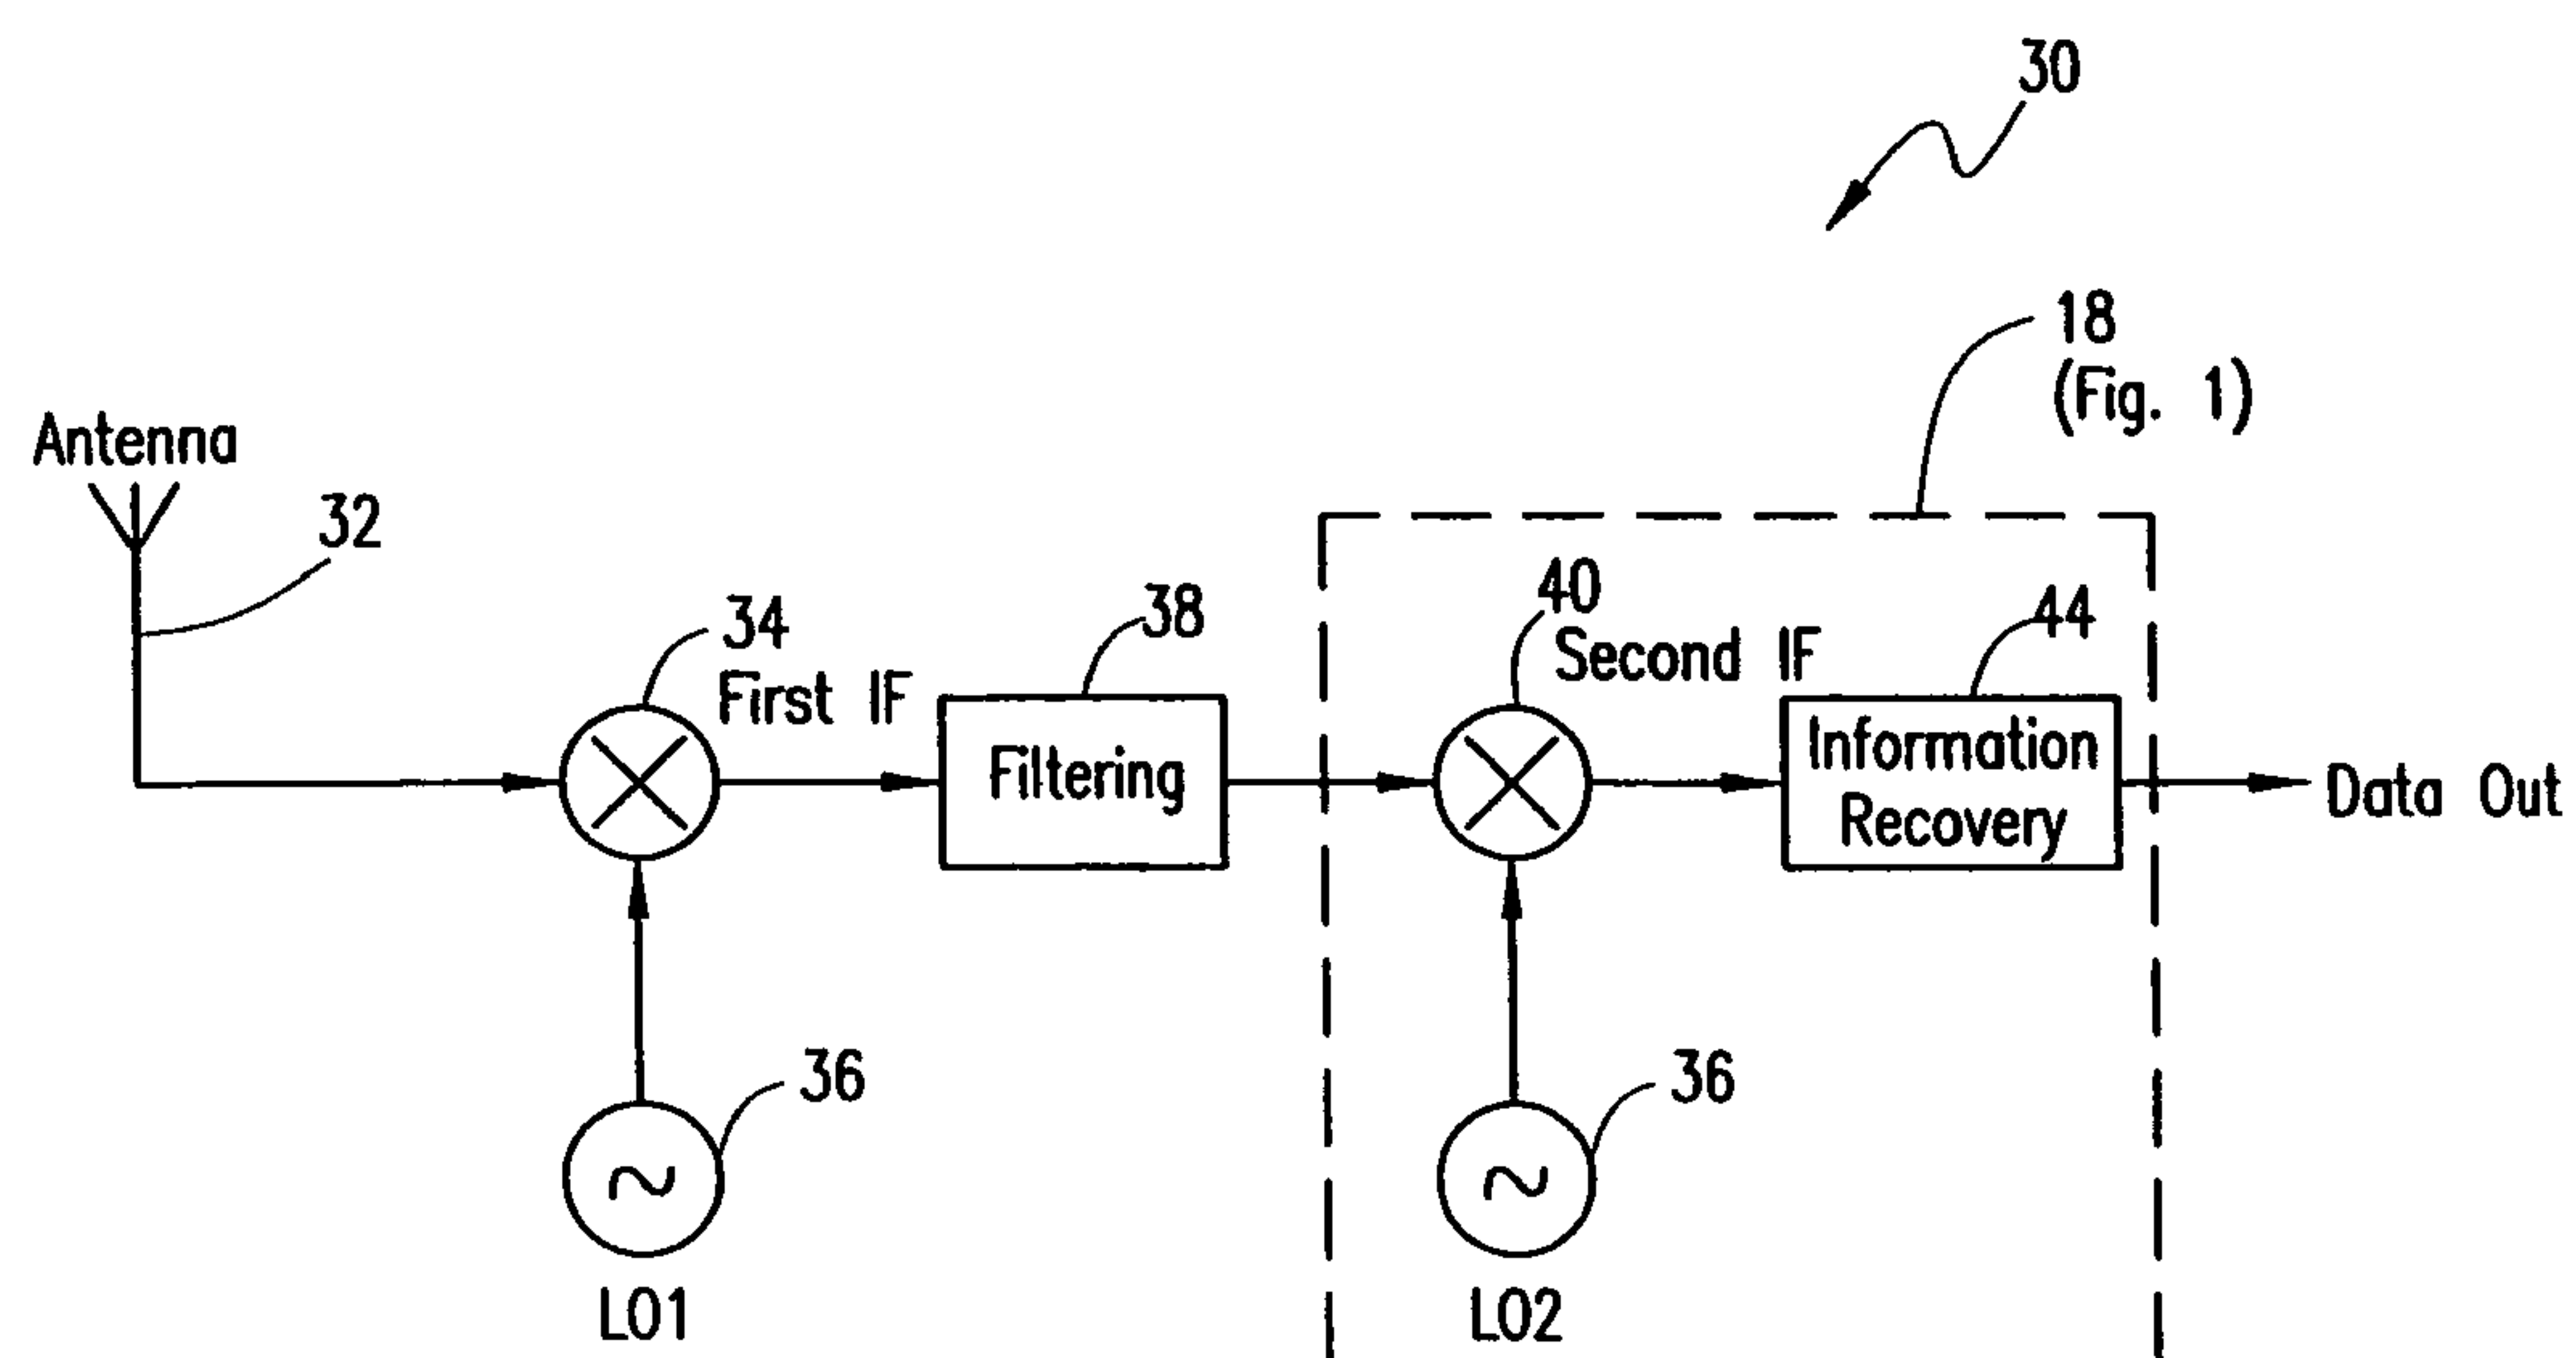 30
18
(Fig. 1)
Antenna
32
34
First IF
38
Filtering
40
Second IF
44
Information
Recovery
Data Out
36
LO1
36
LO2